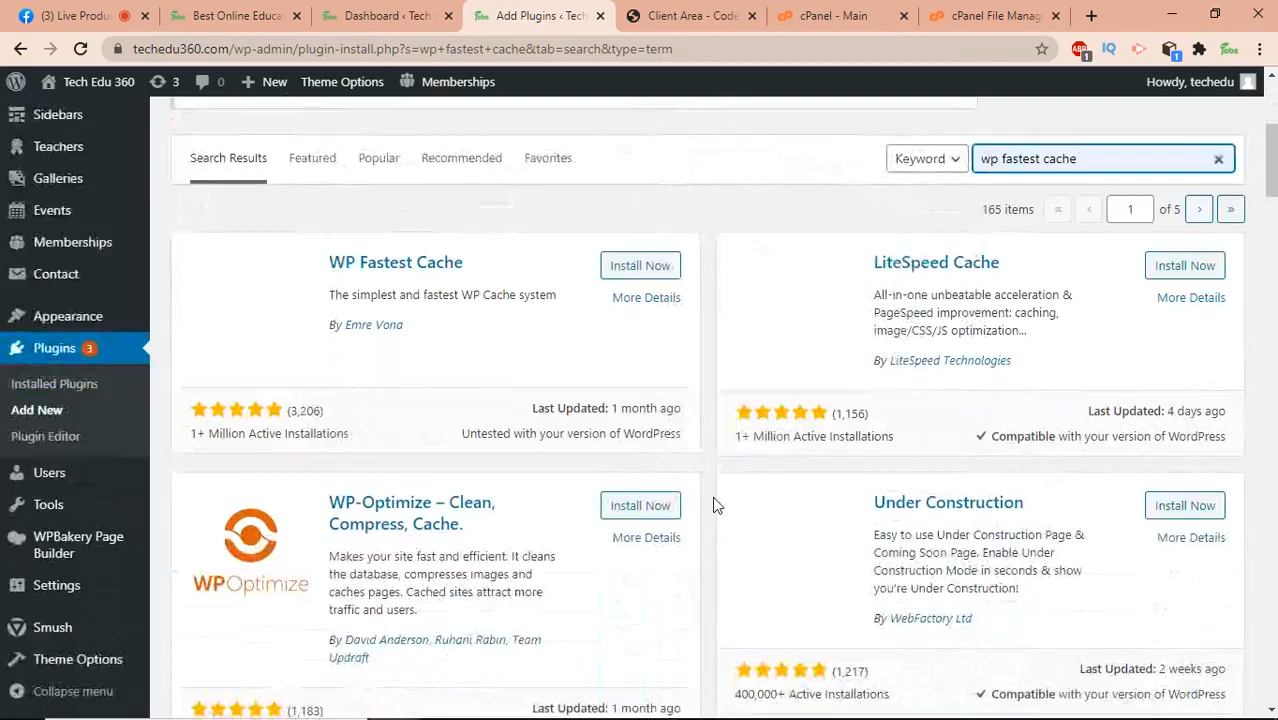 (Live Produ
Best Online Educa
Dashboard ‹ Tech
Add Plugins ‹ Tech
Client Area - Code
cPanel - Main
cPanel File Manag
techedu360.com/wp-admin/plugin-install.php?s=wp+fastest+cache&tab=search&type=term
ABP 1
IQ
1
Jobs
Tech Edu 360
3
0
New
Theme Options
Memberships
Howdy, techedu
Sidebars
Teachers
Galleries
Events
Memberships
Contact
Appearance
Plugins 3
Installed Plugins
Add New
Plugin Editor
Users
Tools
WPBakery Page
Builder
Settings
Smush
Theme Options
Collapse menu
Search Results
Featured
Popular
Recommended
Favorites
Keyword
wp fastest cache
165 items « ‹ 1 of 5 › »
WP Fastest Cache
Install Now
More Details
The simplest and fastest WP Cache system
By Emre Vona
(3,206)
Last Updated: 1 month ago
1+ Million Active Installations
Untested with your version of WordPress
LiteSpeed Cache
Install Now
More Details
All-in-one unbeatable acceleration &
PageSpeed improvement: caching,
image/CSS/JS optimization...
By LiteSpeed Technologies
(1,156)
Last Updated: 4 days ago
1+ Million Active Installations
Compatible with your version of WordPress
WPOptimize
WP-Optimize – Clean,
Compress, Cache.
Install Now
More Details
Makes your site fast and efficient. It cleans
the database, compresses images and
caches pages. Cached sites attract more
traffic and users.
By David Anderson, Ruhani Rabin, Team
Updraft
(1,183)
Last Updated: 1 month ago
Under Construction
Install Now
More Details
Easy to use Under Construction Page &
Coming Soon Page. Enable Under
Construction Mode in seconds & show
you're Under Construction!
By WebFactory Ltd
(1,217)
Last Updated: 2 weeks ago
400,000+ Active Installations
Compatible with your version of WordPress